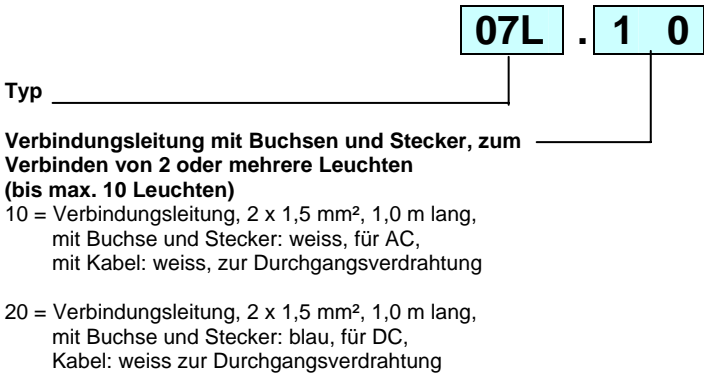 07L . 1 0
Typ
Verbindungsleitung mit Buchsen und Stecker, zum
Verbinden von 2 oder mehrere Leuchten
(bis max. 10 Leuchten)
10 = Verbindungsleitung, 2 x 1,5 mm², 1,0 m lang,
mit Buchse und Stecker: weiss, für AC,
mit Kabel: weiss, zur Durchgangsverdrahtung
20 = Verbindungsleitung, 2 x 1,5 mm², 1,0 m lang,
mit Buchse und Stecker: blau, für DC,
Kabel: weiss zur Durchgangsverdrahtung